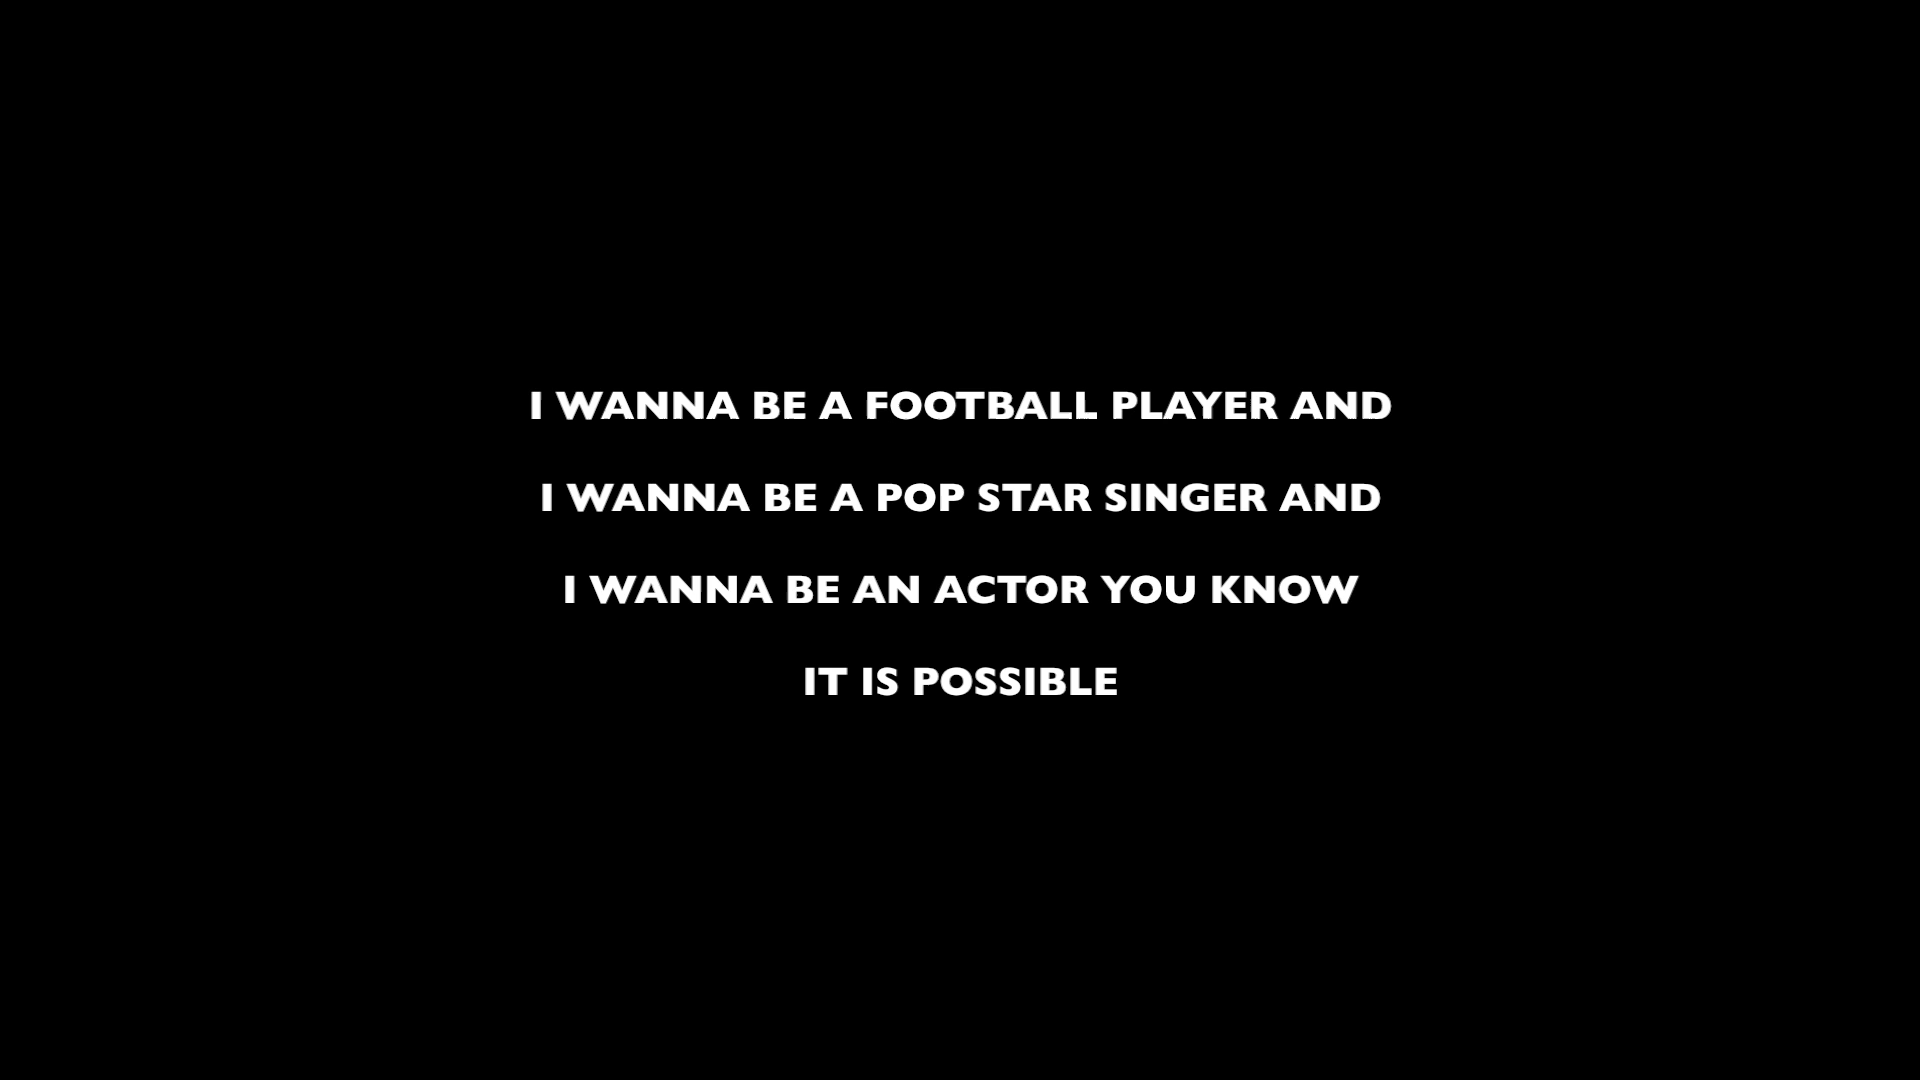 I WANNA BE A FOOTBALL PLAYER AND
I WANNA BE A POP STAR SINGER AND
I WANNA BE AN ACTOR YOU KNOW
IT IS POSSIBLE